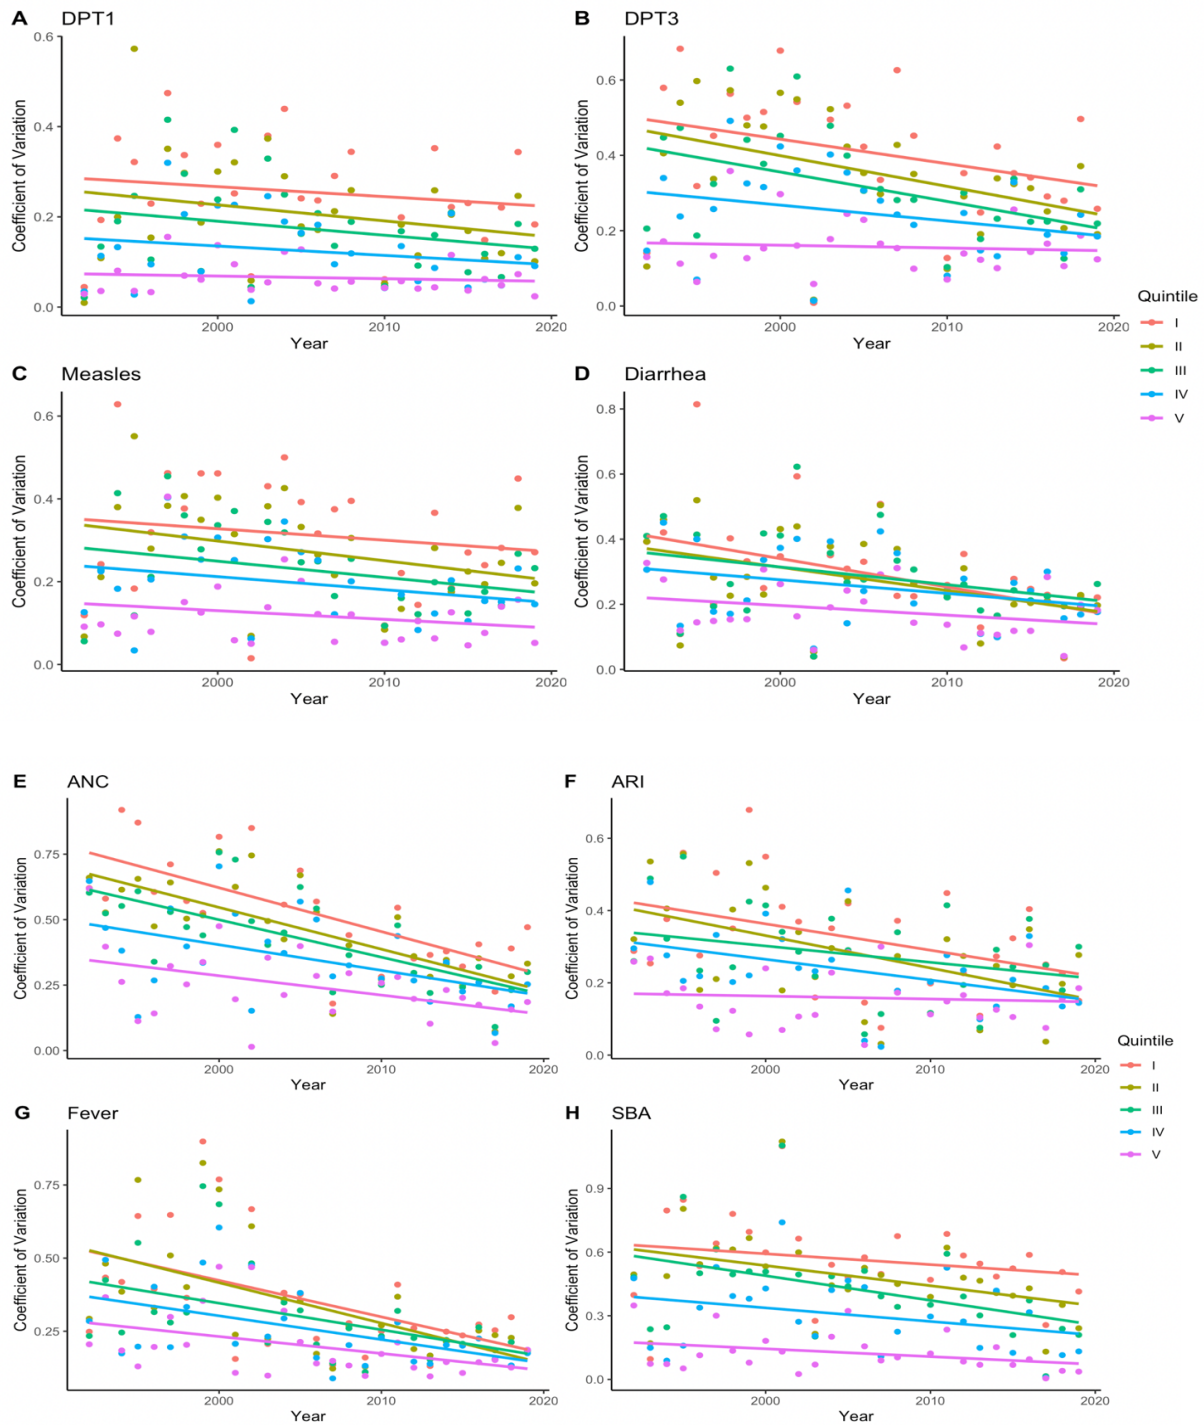 A DPT1
Coefficient of Variation
0.6
0.4
0.2
0.0
2000 2010 2020
Year
B DPT3
Coefficient of Variation
0.6
0.4
0.2
0.0
2000 2010 2020
Year
C Measles
Coefficient of Variation
0.6
0.4
0.2
0.0
2000 2010 2020
Year
D Diarrhea
Coefficient of Variation
0.8
0.6
0.4
0.2
0.0
2000 2010 2020
Year
Quintile
I
II
III
IV
V
E ANC
Coefficient of Variation
0.75
0.50
0.25
0.00
2000 2010 2020
Year
F ARI
Coefficient of Variation
0.6
0.4
0.2
0.0
2000 2010 2020
Year
G Fever
Coefficient of Variation
0.75
0.50
0.25
2000 2010 2020
Year
H SBA
Coefficient of Variation
0.9
0.6
0.3
0.0
2000 2010 2020
Year
Quintile
I
II
III
IV
V